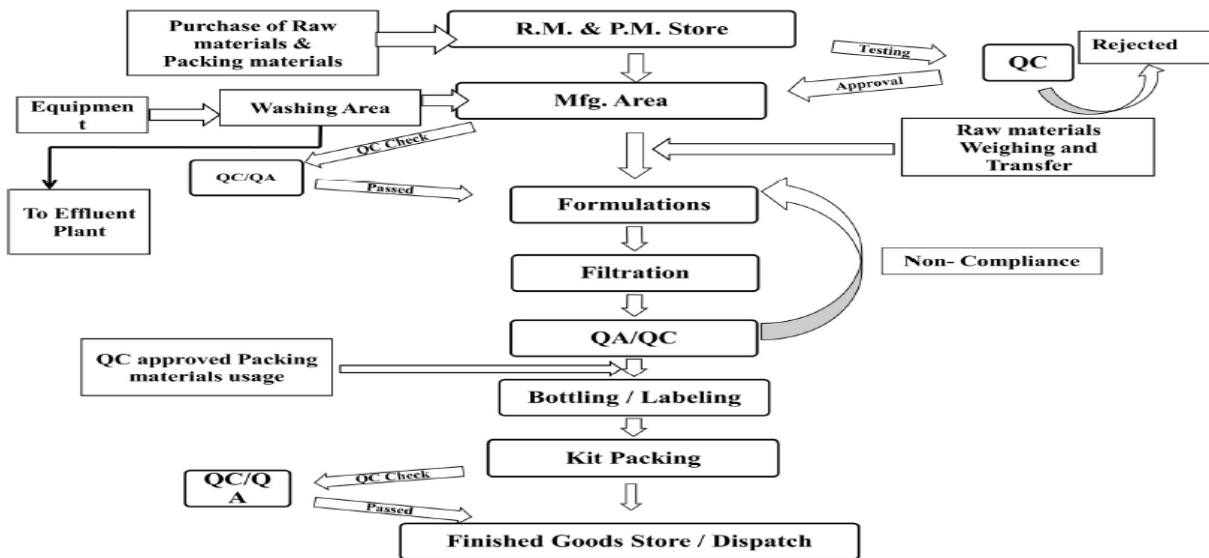 Purchase of Raw
materials &
Packing materials
R.M. & P.M. Store
Testing
Approval
QC
Rejected
Equipmen
t
Washing Area
Mfg. Area
Raw materials
Weighing and
Transfer
QC Check
QC/QA
Passed
To Effluent
Plant
Formulations
Filtration
Non- Compliance
QA/QC
QC approved Packing
materials usage
Bottling / Labeling
Kit Packing
QC Check
QC/Q
A
Passed
Finished Goods Store / Dispatch